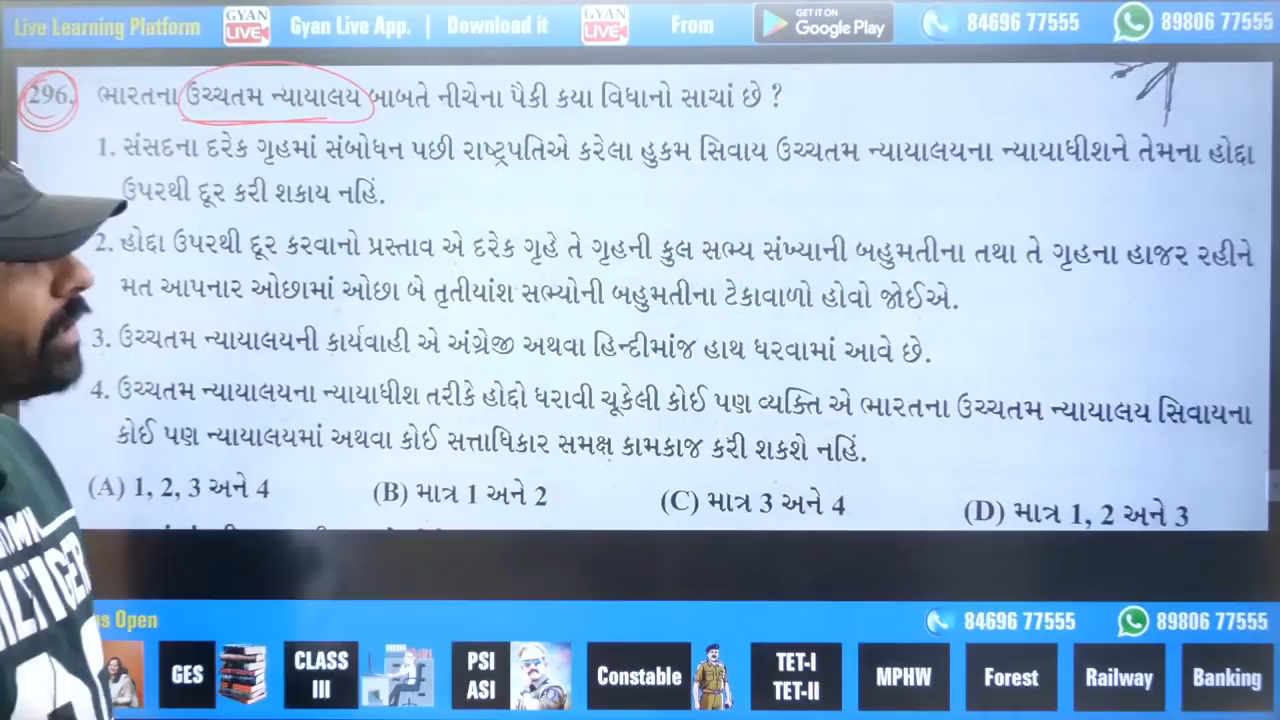 Live Learning Platform GYAN LIVE Gyan Live App. | Download it GYAN LIVE From GET IT ON Google Play 84696 77555 89806 77555
296. ભારતના ઉચ્ચતમ ન્યાયાલય બાબતે નીચેના પૈકી કયા વિધાનો સાચાં છે ?
1. સંસદના દરેક ગૃહમાં સંબોધન પછી રાષ્ટ્રપતિએ કરેલા હુકમ સિવાય ઉચ્ચતમ ન્યાયાલયના ન્યાયાધીશને તેમના હોદ્દા
ઉપરથી દૂર કરી શકાય નહિં.
2. હોદ્દા ઉપરથી દૂર કરવાનો પ્રસ્તાવ એ દરેક ગૃહે તે ગૃહની કુલ સભ્ય સંખ્યાની બહુમતીના તથા તે ગૃહના હાજર રહીને
મત આપનાર ઓછામાં ઓછા બે તૃતીયાંશ સભ્યોની બહુમતીના ટેકાવાળો હોવો જોઈએ.
3. ઉચ્ચતમ ન્યાયાલયની કાર્યવાહી એ અંગ્રેજી અથવા હિન્દીમાંજ હાથ ધરવામાં આવે છે.
4. ઉચ્ચતમ ન્યાયાલયના ન્યાયાધીશ તરીકે હોદ્દો ધરાવી ચૂકેલી કોઈ પણ વ્યક્તિ એ ભારતના ઉચ્ચતમ ન્યાયાલય સિવાયના
કોઈ પણ ન્યાયાલયમાં અથવા કોઈ સત્તાધિકાર સમક્ષ કામકાજ કરી શકશે નહિં.
(A) 1, 2, 3 અને 4 (B) માત્ર 1 અને 2 (C) માત્ર 3 અને 4 (D) માત્ર 1, 2 અને 3
Open 84696 77555 89806 77555
GES CLASS III PSI ASI Constable TET-I TET-II MPHW Forest Railway Banking